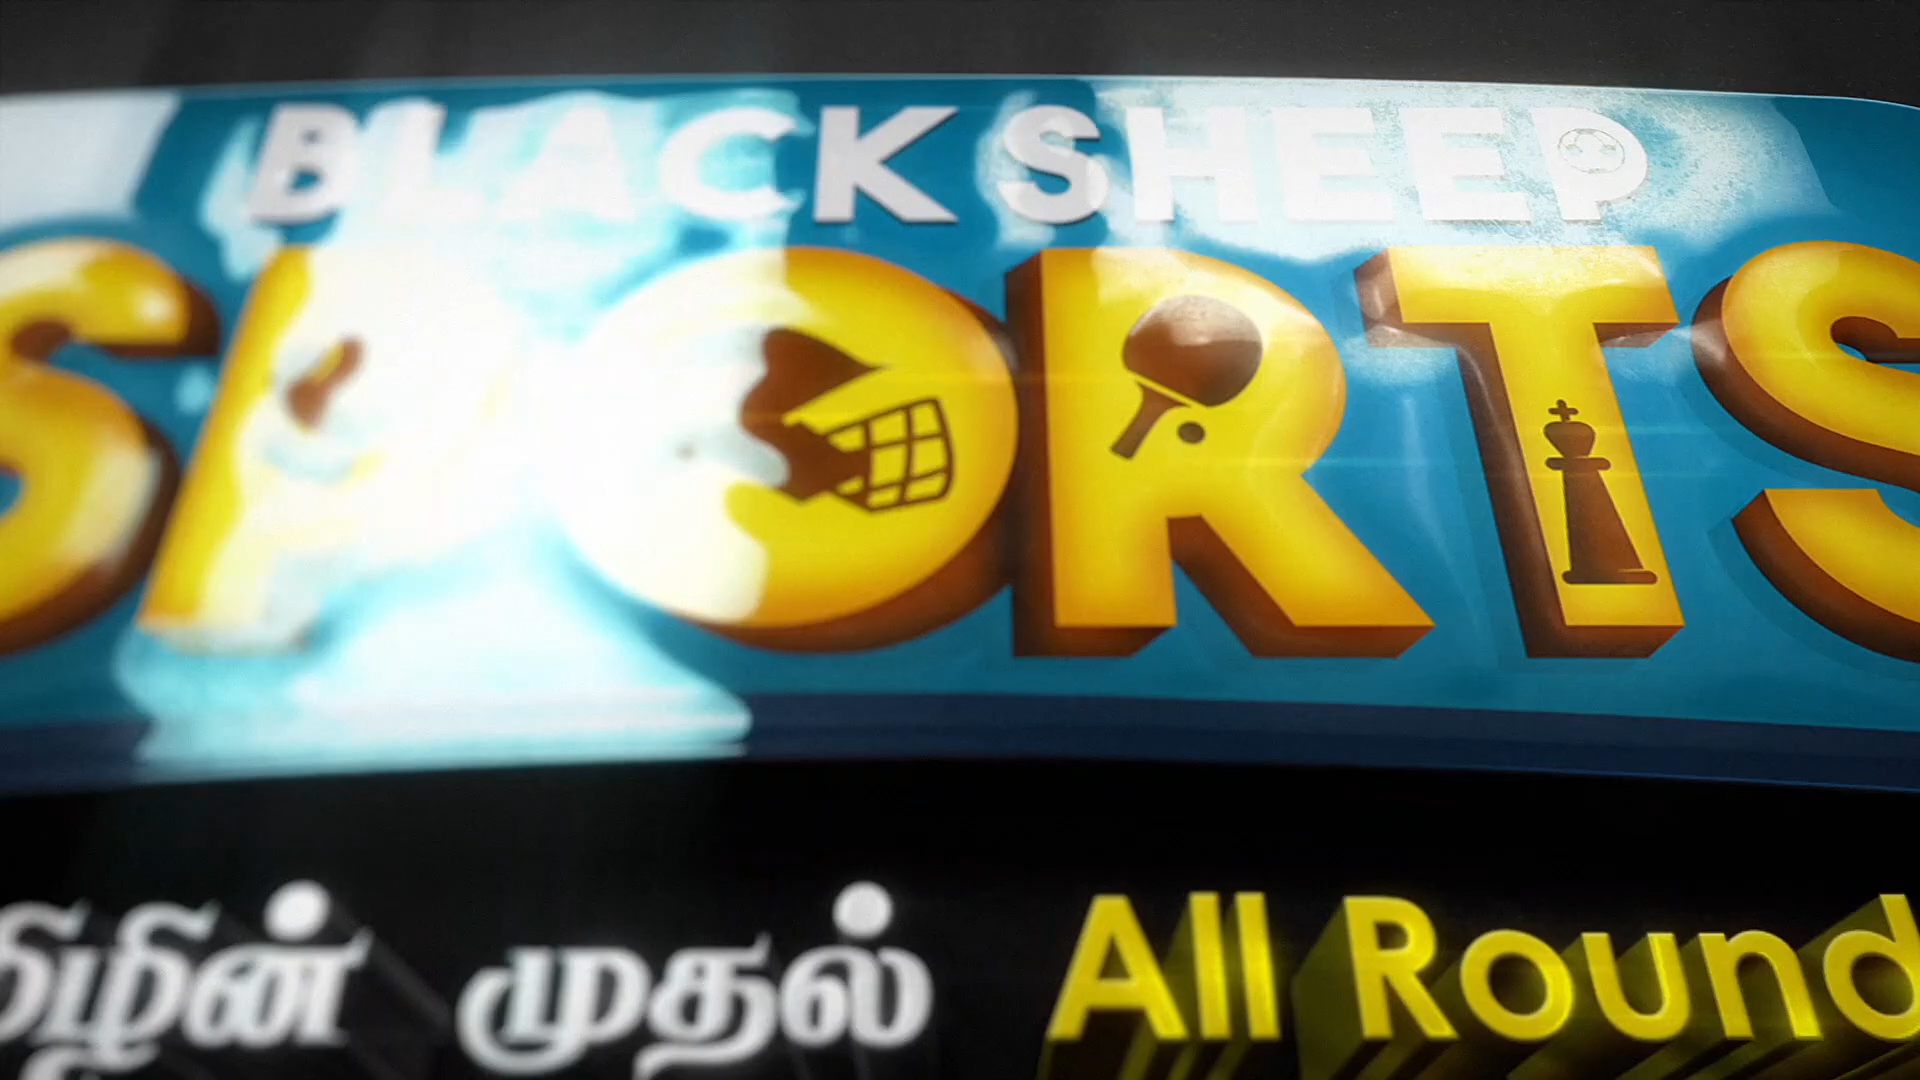 BLACK SHEEP
SPORTS
முதல் All Round